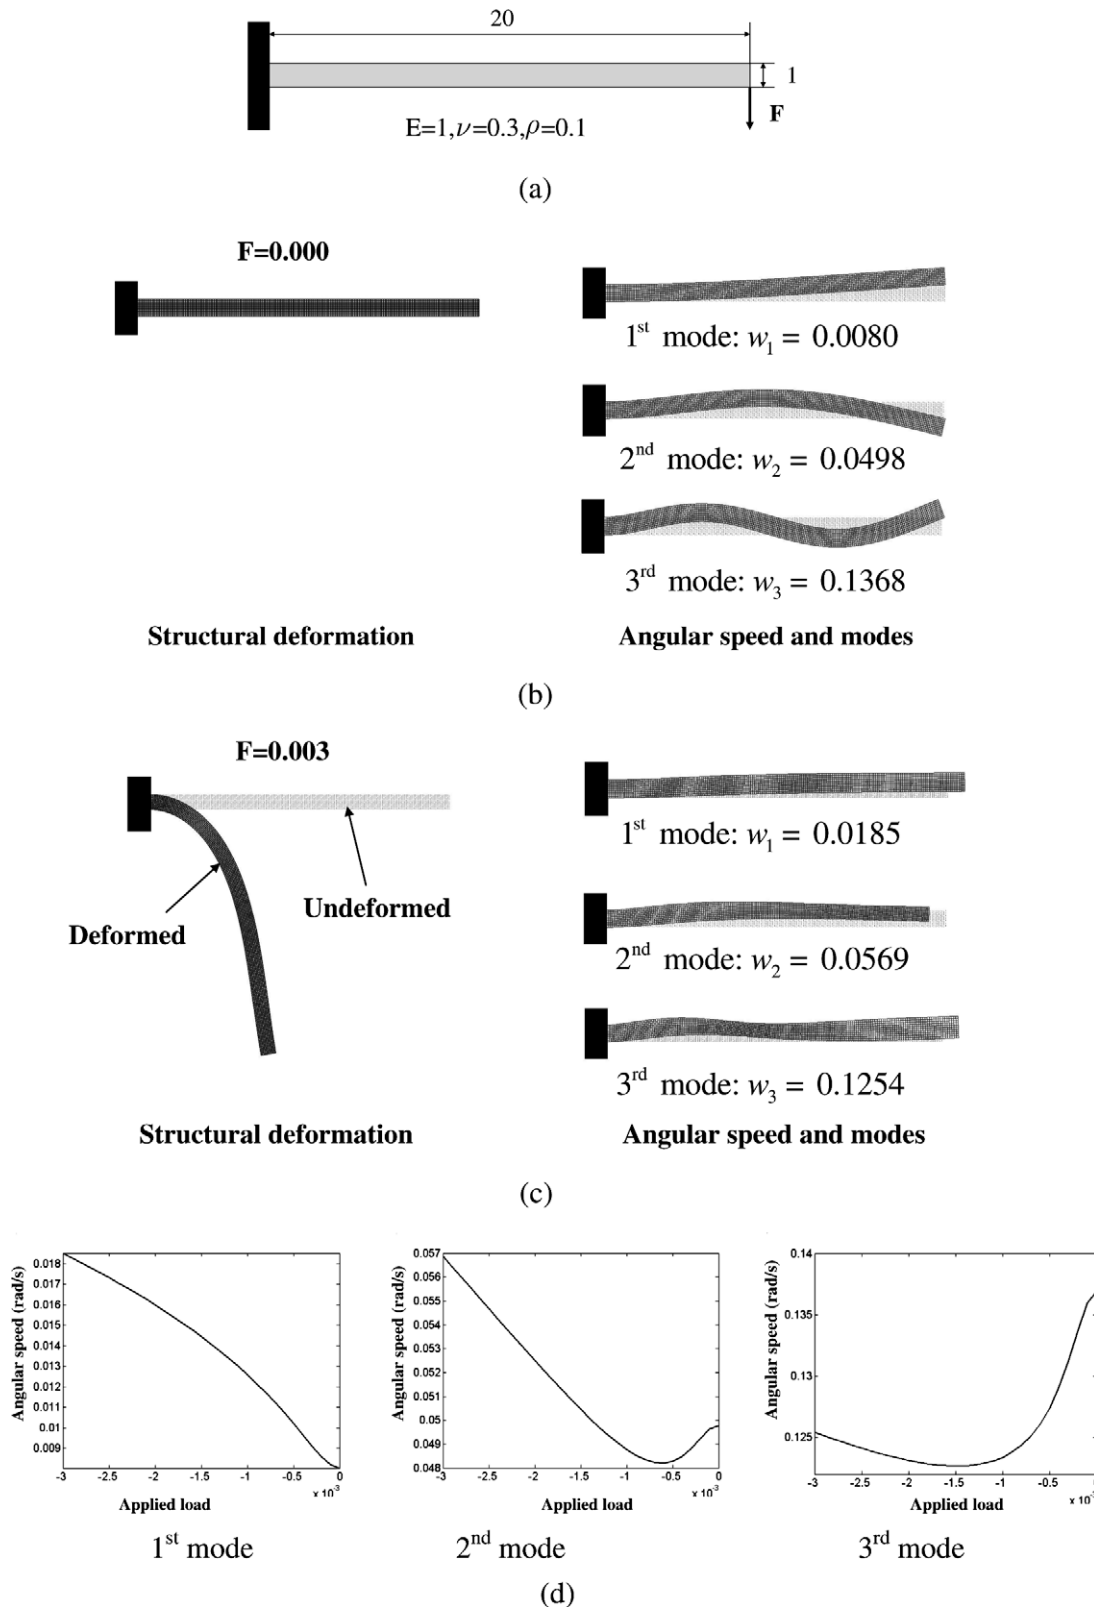 20
1
F
E=1,ν=0.3,ρ=0.1
(a)
F=0.000
1st mode: w1 = 0.0080
2nd mode: w2 = 0.0498
3rd mode: w3 = 0.1368
Structural deformation
Angular speed and modes
(b)
F=0.003
Undeformed
Deformed
1st mode: w1 = 0.0185
2nd mode: w2 = 0.0569
3rd mode: w3 = 0.1254
Structural deformation
Angular speed and modes
(c)
Angular speed (rad/s)
0.018
0.017
0.016
0.015
0.014
0.013
0.012
0.011
0.01
0.009
-3 -2.5 -2 -1.5 -1 -0.5 0
x 10-3
Applied load
1st mode
Angular speed (rad/s)
0.057
0.056
0.055
0.054
0.053
0.052
0.051
0.05
0.049
0.048
-3 -2.5 -2 -1.5 -1 -0.5 0
x 10-3
Applied load
2nd mode
Angular speed (rad/s)
0.14
0.135
0.13
0.125
-3 -2.5 -2 -1.5 -1 -0.5 0
x 10-3
Applied load
3rd mode
(d)